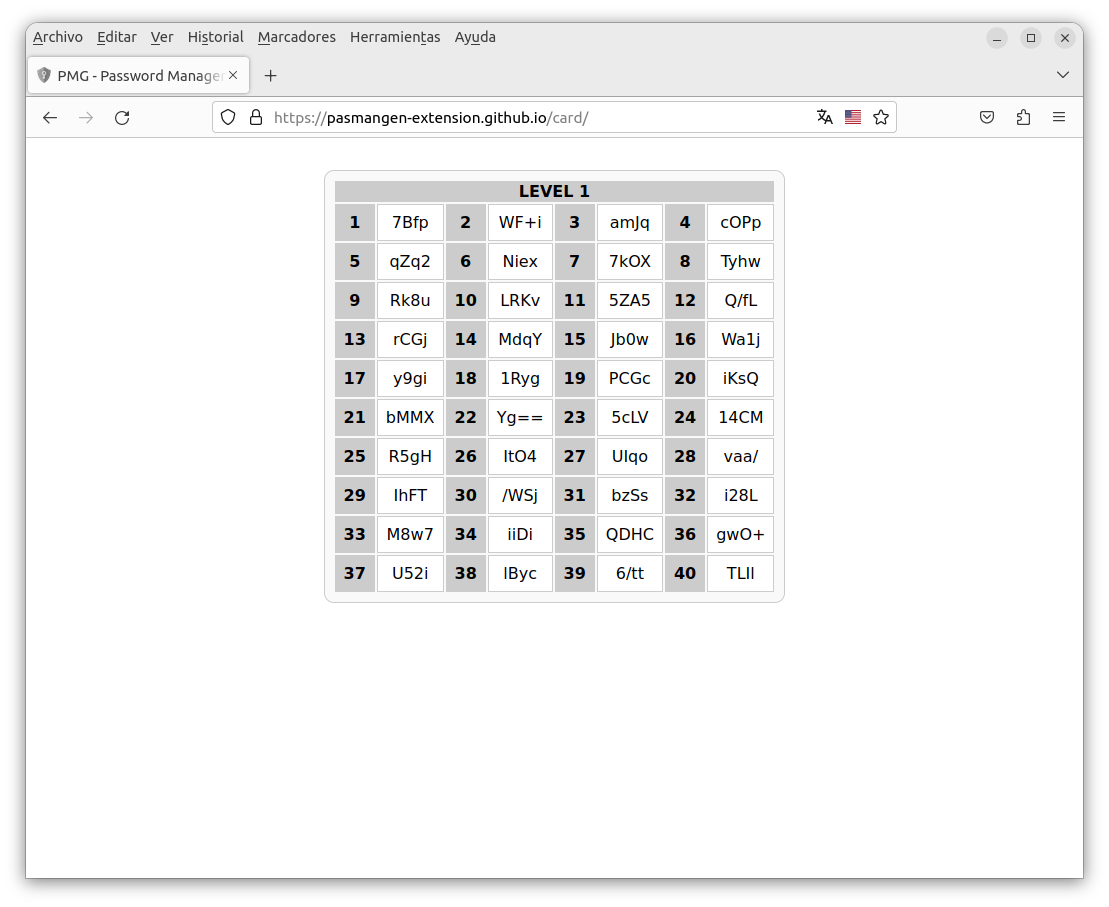 Archivo Editar Ver Historial Marcadores Herramientas Ayuda
PMG - Password Manage
https://pasmangen-extension.github.io/card/
LEVEL 1
1 7Bfp 2 WF+i 3 amJq 4 cOPp
5 qZq2 6 Niex 7 7kOX 8 Tyhw
9 Rk8u 10 LRKv 11 5ZA5 12 Q/fL
13 rCGj 14 MdqY 15 Jb0w 16 Wa1j
17 y9gi 18 1Ryg 19 PCGc 20 iKsQ
21 bMMX 22 Yg== 23 5cLV 24 14CM
25 R5gH 26 ItO4 27 UIqo 28 vaa/
29 IhFT 30 /WSj 31 bzSs 32 i28L
33 M8w7 34 iiDi 35 QDHC 36 gwO+
37 U52i 38 lByc 39 6/tt 40 TLIl